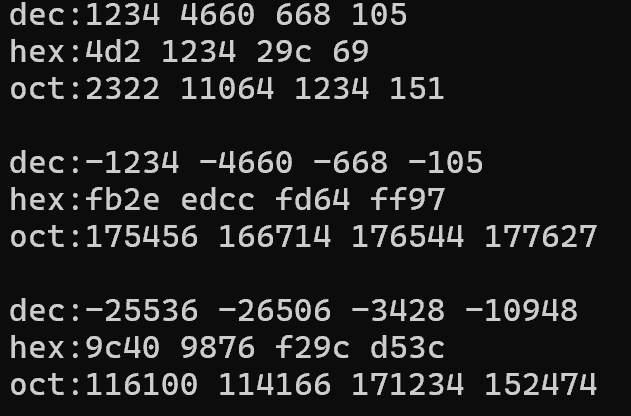 dec:1234 4660 668 105
hex:4d2 1234 29c 69
oct:2322 11064 1234 151
dec:-1234 -4660 -668 -105
hex:fb2e edcc fd64 ff97
oct:175456 166714 176544 177627
dec:-25536 -26506 -3428 -10948
hex:9c40 9876 f29c d53c
oct:116100 114166 171234 152474